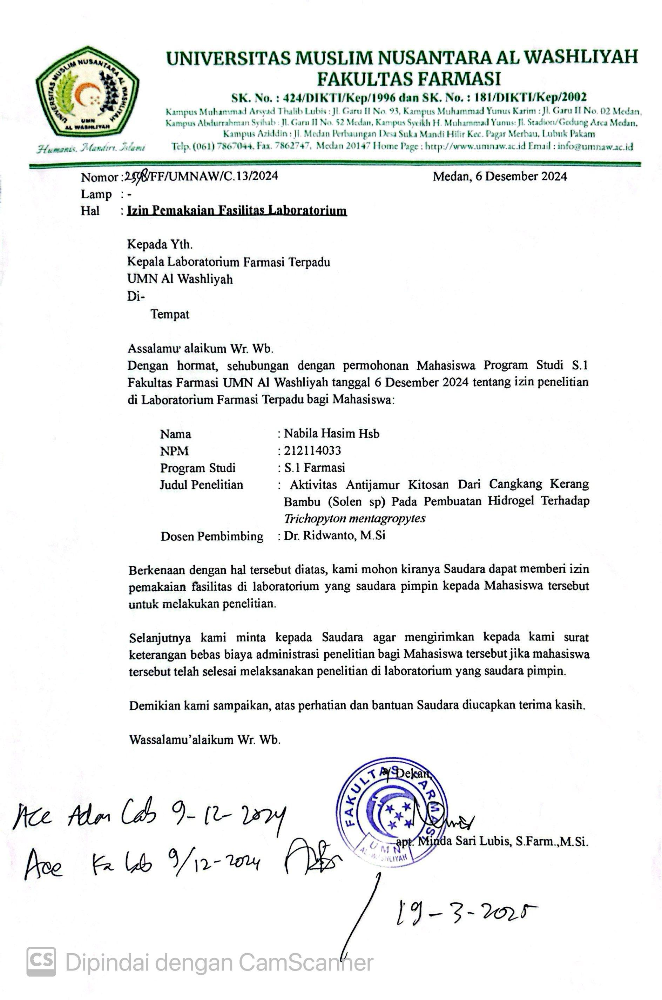 UNIVERSITAS MUSLIM NUSANTARA AL WASHLIYAH
FAKULTAS FARMASI
SK. No. : 424/DIKTI/Kep/1996 dan SK. No. : 181/DIKTI/Kep/2002
Kampus Muhammad Arsyad Thalib Lubis : Jl. Garu II No. 93, Kampus Muhammad Yunus Karim : Jl. Garu II No. 02 Medan,
Kampus Abdurrahman Syihab : Jl. Garu II No. 52 Medan, Kampus Syeikh H. Muhammad Yunus: Jl. Stadion/Gedung Arca Medan,
Kampus Aziddin : Jl. Medan Perbaungan Desa Suka Mandi Hilir Kec. Pagar Merbau, Lubuk Pakam
Telp. (061) 7867044, Fax. 7862747, Medan 20147 Home Page : http://www.umnaw.ac.id Email : info@umnaw.ac.id
UNIVERSITAS MUSLIM NUSANTARA AL WASHLIYAH
UMN
AL WASHLIYAH
Humanis, Mandiri, Islami
Nomor :2598/FF/UMNAW/C.13/2024 Medan, 6 Desember 2024
Lamp : -
Hal : Izin Pemakaian Fasilitas Laboratorium
Kepada Yth.
Kepala Laboratorium Farmasi Terpadu
UMN Al Washliyah
Di-
Tempat
Assalamu' alaikum Wr. Wb.
Dengan hormat, sehubungan dengan permohonan Mahasiswa Program Studi S.1
Fakultas Farmasi UMN Al Washliyah tanggal 6 Desember 2024 tentang izin penelitian
di Laboratorium Farmasi Terpadu bagi Mahasiswa:
Nama : Nabila Hasim Hsb
NPM : 212114033
Program Studi : S.1 Farmasi
Judul Penelitian : Aktivitas Antijamur Kitosan Dari Cangkang Kerang
Bambu (Solen sp) Pada Pembuatan Hidrogel Terhadap
Trichopyton mentagropytes
Dosen Pembimbing : Dr. Ridwanto, M.Si
Berkenaan dengan hal tersebut diatas, kami mohon kiranya Saudara dapat memberi izin
pemakaian fasilitas di laboratorium yang saudara pimpin kepada Mahasiswa tersebut
untuk melakukan penelitian.
Selanjutnya kami minta kepada Saudara agar mengirimkan kepada kami surat
keterangan bebas biaya administrasi penelitian bagi Mahasiswa tersebut jika mahasiswa
tersebut telah selesai melaksanakan penelitian di laboratorium yang saudara pimpin.
Demikian kami sampaikan, atas perhatian dan bantuan Saudara diucapkan terima kasih.
Wassalamu'alaikum Wr. Wb.
Dekan,
FAKULTAS FARMASI
UMN
AL WASHLIYAH
apt. Minda Sari Lubis, S.Farm.,M.Si.
Acc Adm Lab 9-12-2024
Acc Ka Lab 9/12-2024
19-3-2025
CS Dipindai dengan CamScanner